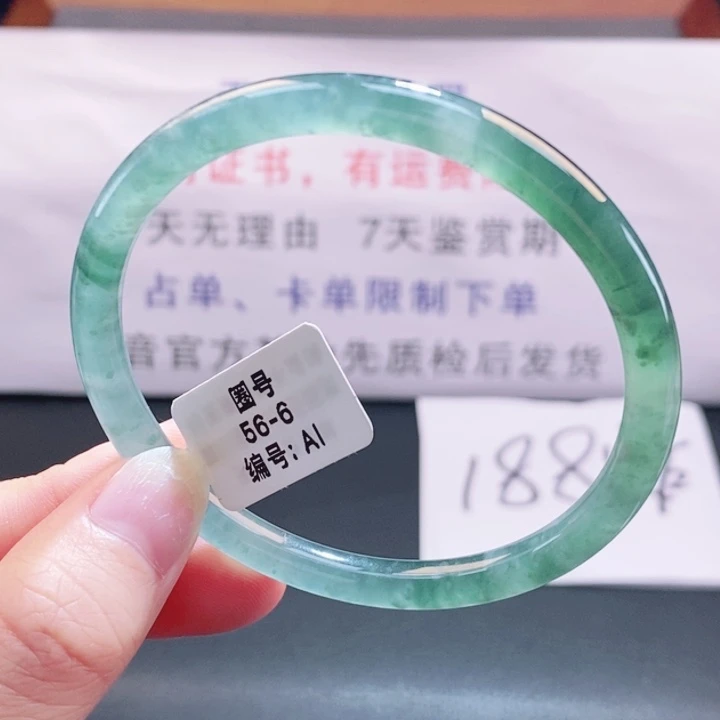 证书，有运费
天无理由 7天鉴赏期
占单、卡单限制下单
音官方 先质检后发货
圈号
56-6
编号: AI
188